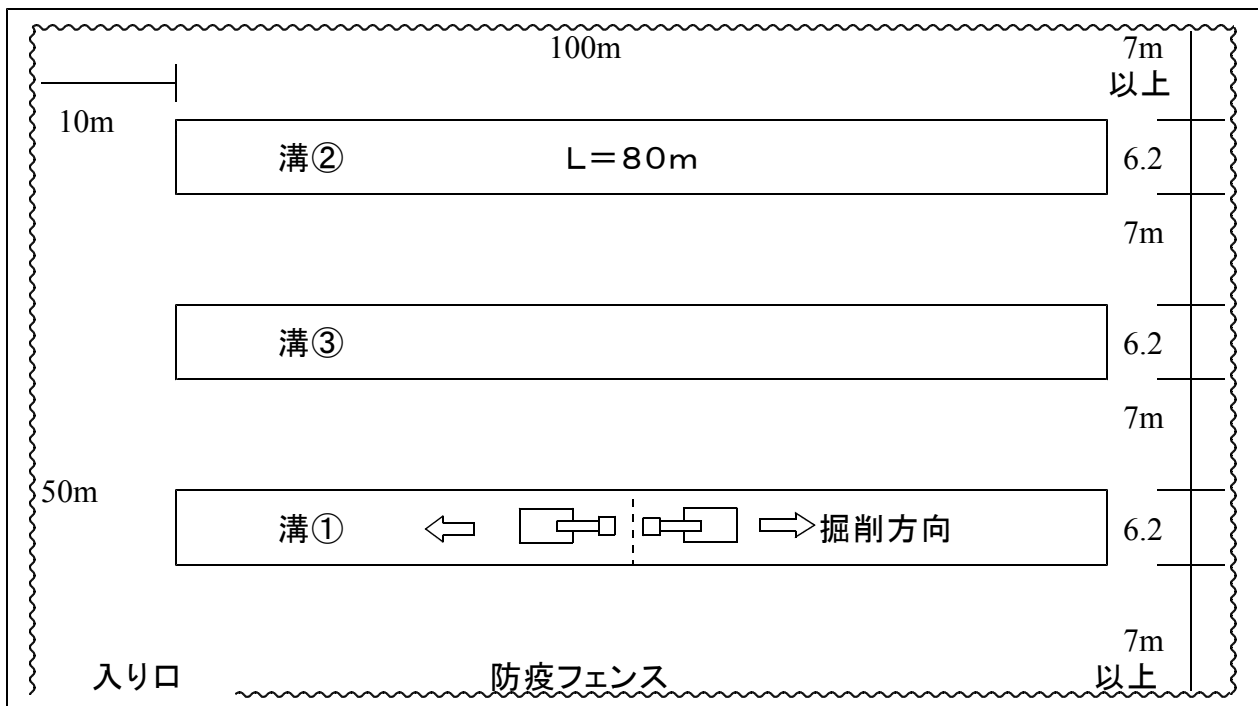 100m
7m
以上
10m
溝② L=80m 6.2
7m
溝③ 6.2
7m
50m
溝① 掘削方向 6.2
7m
入り口 防疫フェンス 以上